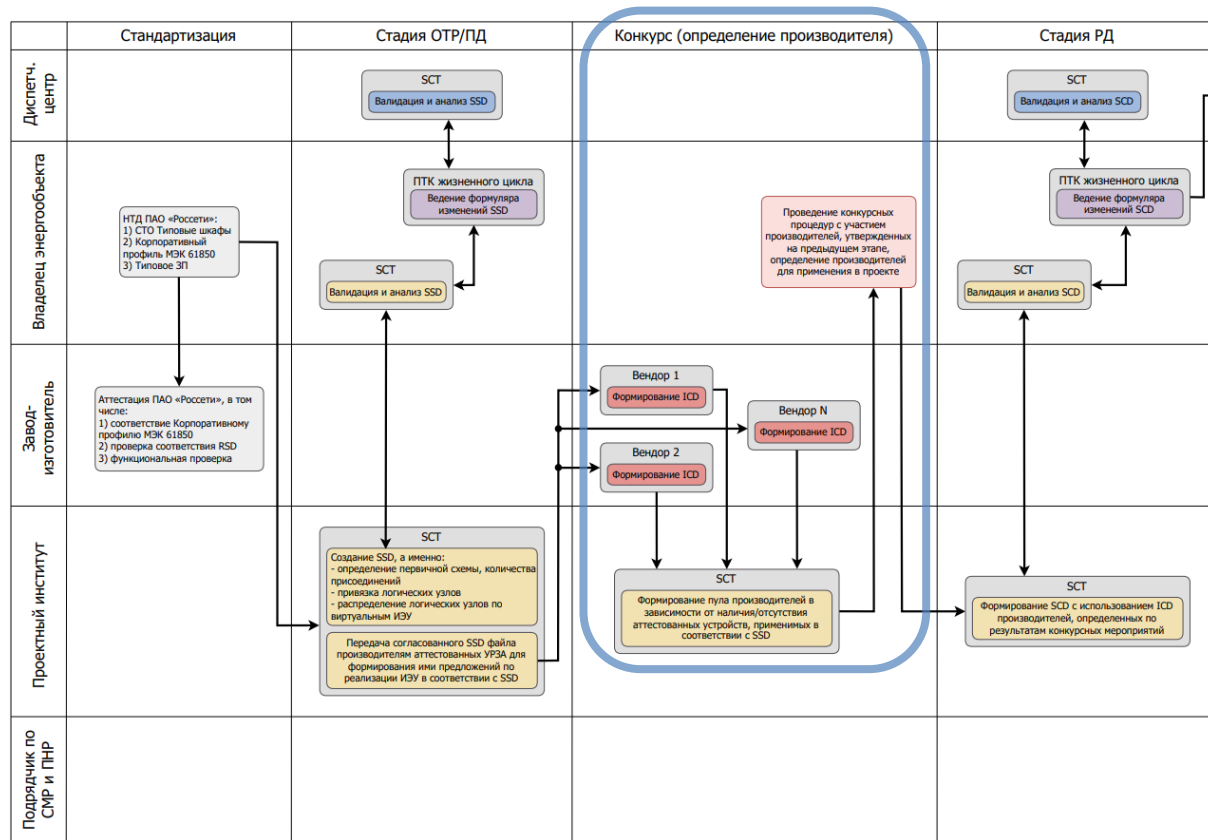 Стандартизация
Стадия ОТР/ПД
Конкурс (определение производителя)
Стадия РД
Диспетч.
центр
SCT
Валидация и анализ SSD
SCT
Валидация и анализ SCD
Владелец энергообъекта
НТД ПАО «Россети»:
1) СТО Типовые шкафы
2) Корпоративный
профиль МЭК 61850
3) Типовое ЗП
ПТК жизненного цикла
Ведение формуляра
изменений SSD
SCT
Валидация и анализ SSD
Проведение конкурсных
процедур с участием
производителей, утвержденных
на предыдущем этапе,
определение производителей
для применения в проекте
ПТК жизненного цикла
Ведение формуляра
изменений SCD
SCT
Валидация и анализ SCD
Завод-
изготовитель
Аттестация ПАО «Россети», в том
числе:
1) соответствие Корпоративному
профилю МЭК 61850
2) проверка соответствия RSD
3) функциональная проверка
Вендор 1
Формирование ICD
Вендор N
Формирование ICD
Вендор 2
Формирование ICD
Проектный институт
SCT
Создание SSD, а именно:
- определение первичной схемы, количества
присоединений
- привязка логических узлов
- распределение логических узлов по
виртуальным ИЭУ
Передача согласованного SSD файла
производителям аттестованных УРЗА для
формирования ими предложений по
реализации ИЭУ в соответствии с SSD
SCT
Формирование пула производителей в
зависимости от наличия/отсутствия
аттестованных устройств, применимых в
соответствии с SSD
SCT
Формирование SCD с использованием ICD
производителей, определенных по
результатам конкурсных мероприятий
Подрядчик по
СМР и ПНР